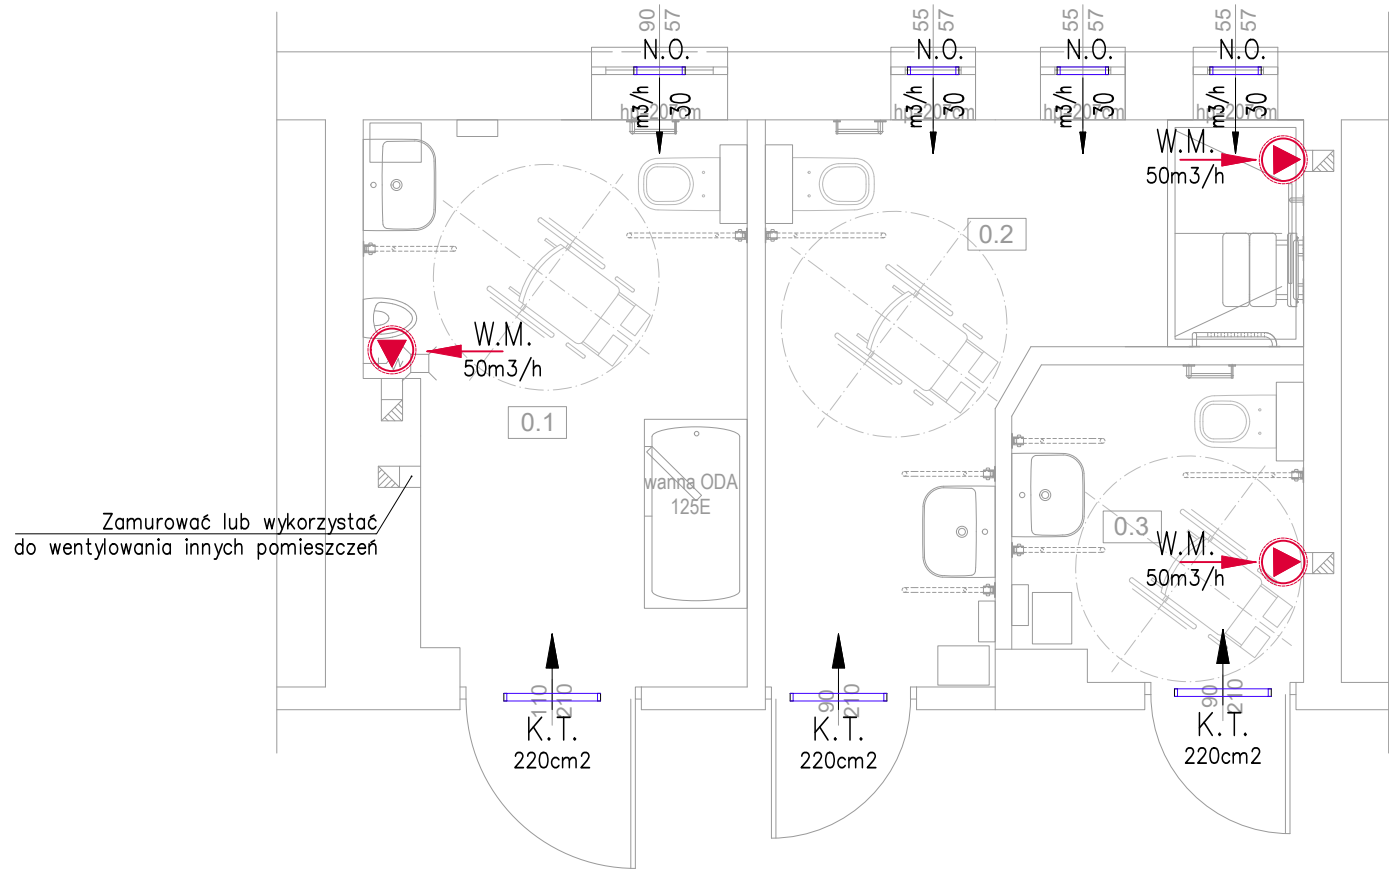 90
57
N.O.
m3/h
30
55
57
N.O.
m3/h
30
55
57
N.O.
m3/h
30
55
57
N.O.
m3/h
30
W.M.
50m3/h
0.2
W.M.
50m3/h
0.1
wanna ODA
125E
Zamurować lub wykorzystać
do wentylowania innych pomieszczeń
0.3
W.M.
50m3/h
110
210
K.T.
220cm2
90
210
K.T.
220cm2
90
210
K.T.
220cm2